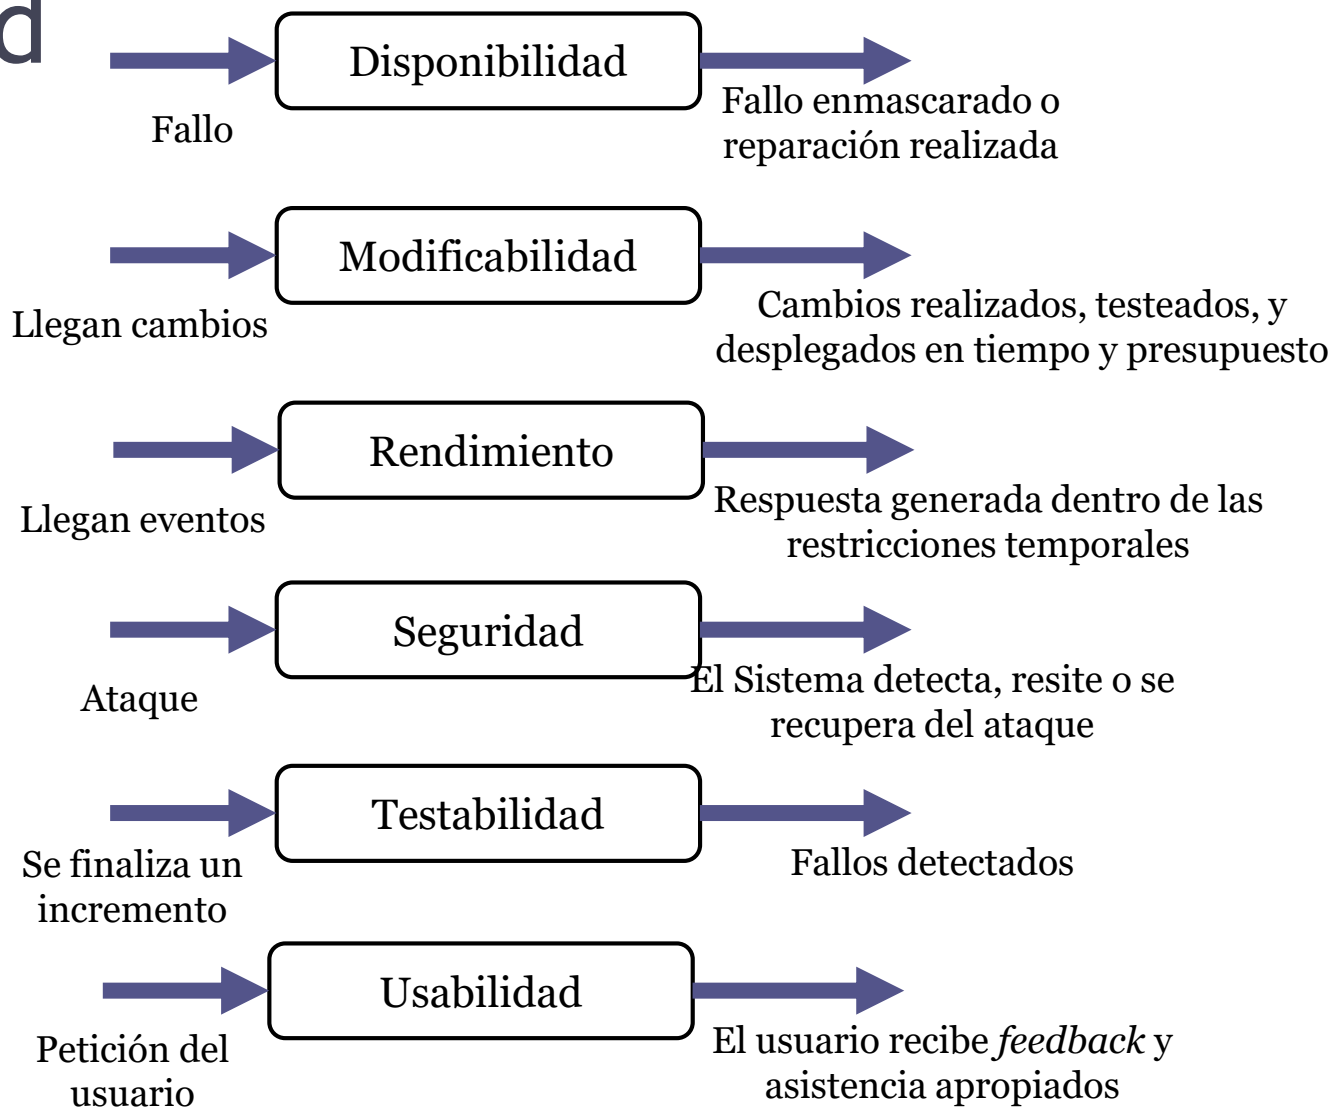 d
Disponibilidad
Fallo
Fallo enmascarado o
reparación realizada
Modificabilidad
Llegan cambios
Cambios realizados, testeados, y
desplegados en tiempo y presupuesto
Rendimiento
Llegan eventos
Respuesta generada dentro de las
restricciones temporales
Seguridad
Ataque
El Sistema detecta, resite o se
recupera del ataque
Testabilidad
Se finaliza un
incremento
Fallos detectados
Usabilidad
Petición del
usuario
El usuario recibe feedback y
asistencia apropiados